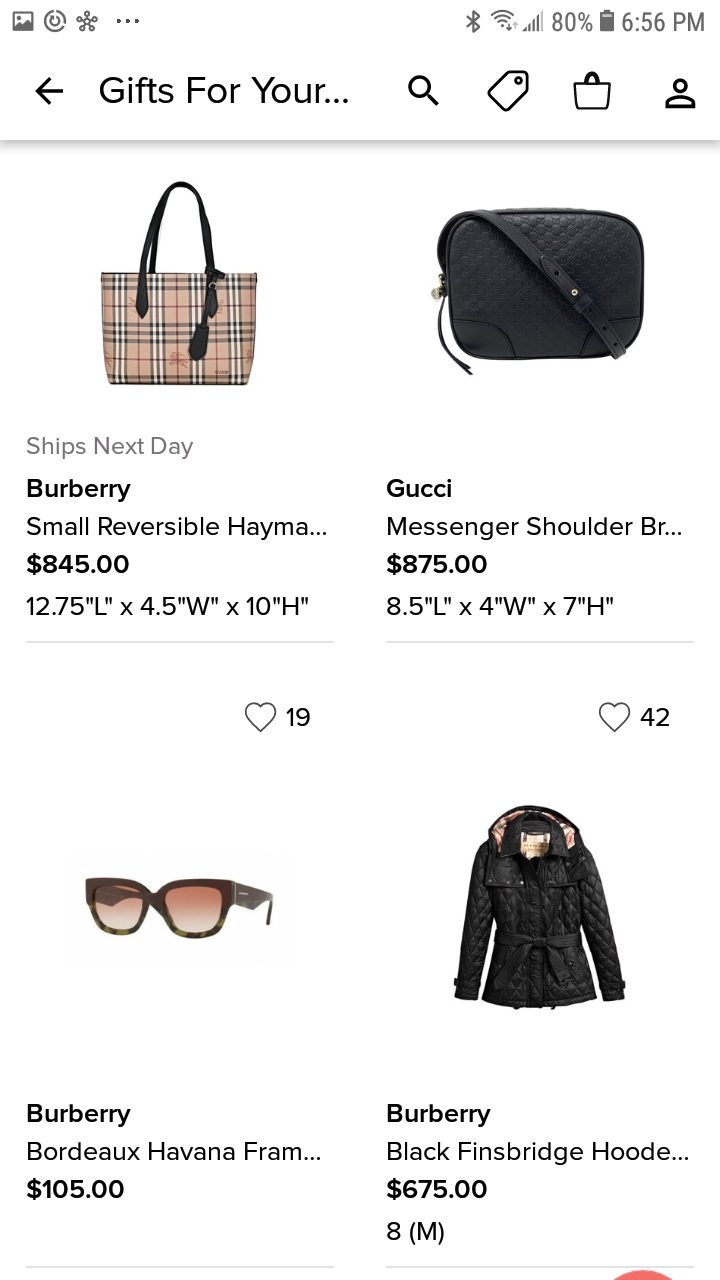 80% 6:56 PM
Gifts For Your...
Ships Next Day
Burberry
Small Reversible Hayma...
$845.00
12.75"L" x 4.5"W" x 10"H"
Gucci
Messenger Shoulder Br...
$875.00
8.5"L" x 4"W" x 7"H"
19
42
Burberry
Bordeaux Havana Fram...
$105.00
Burberry
Black Finsbridge Hoode...
$675.00
8 (M)